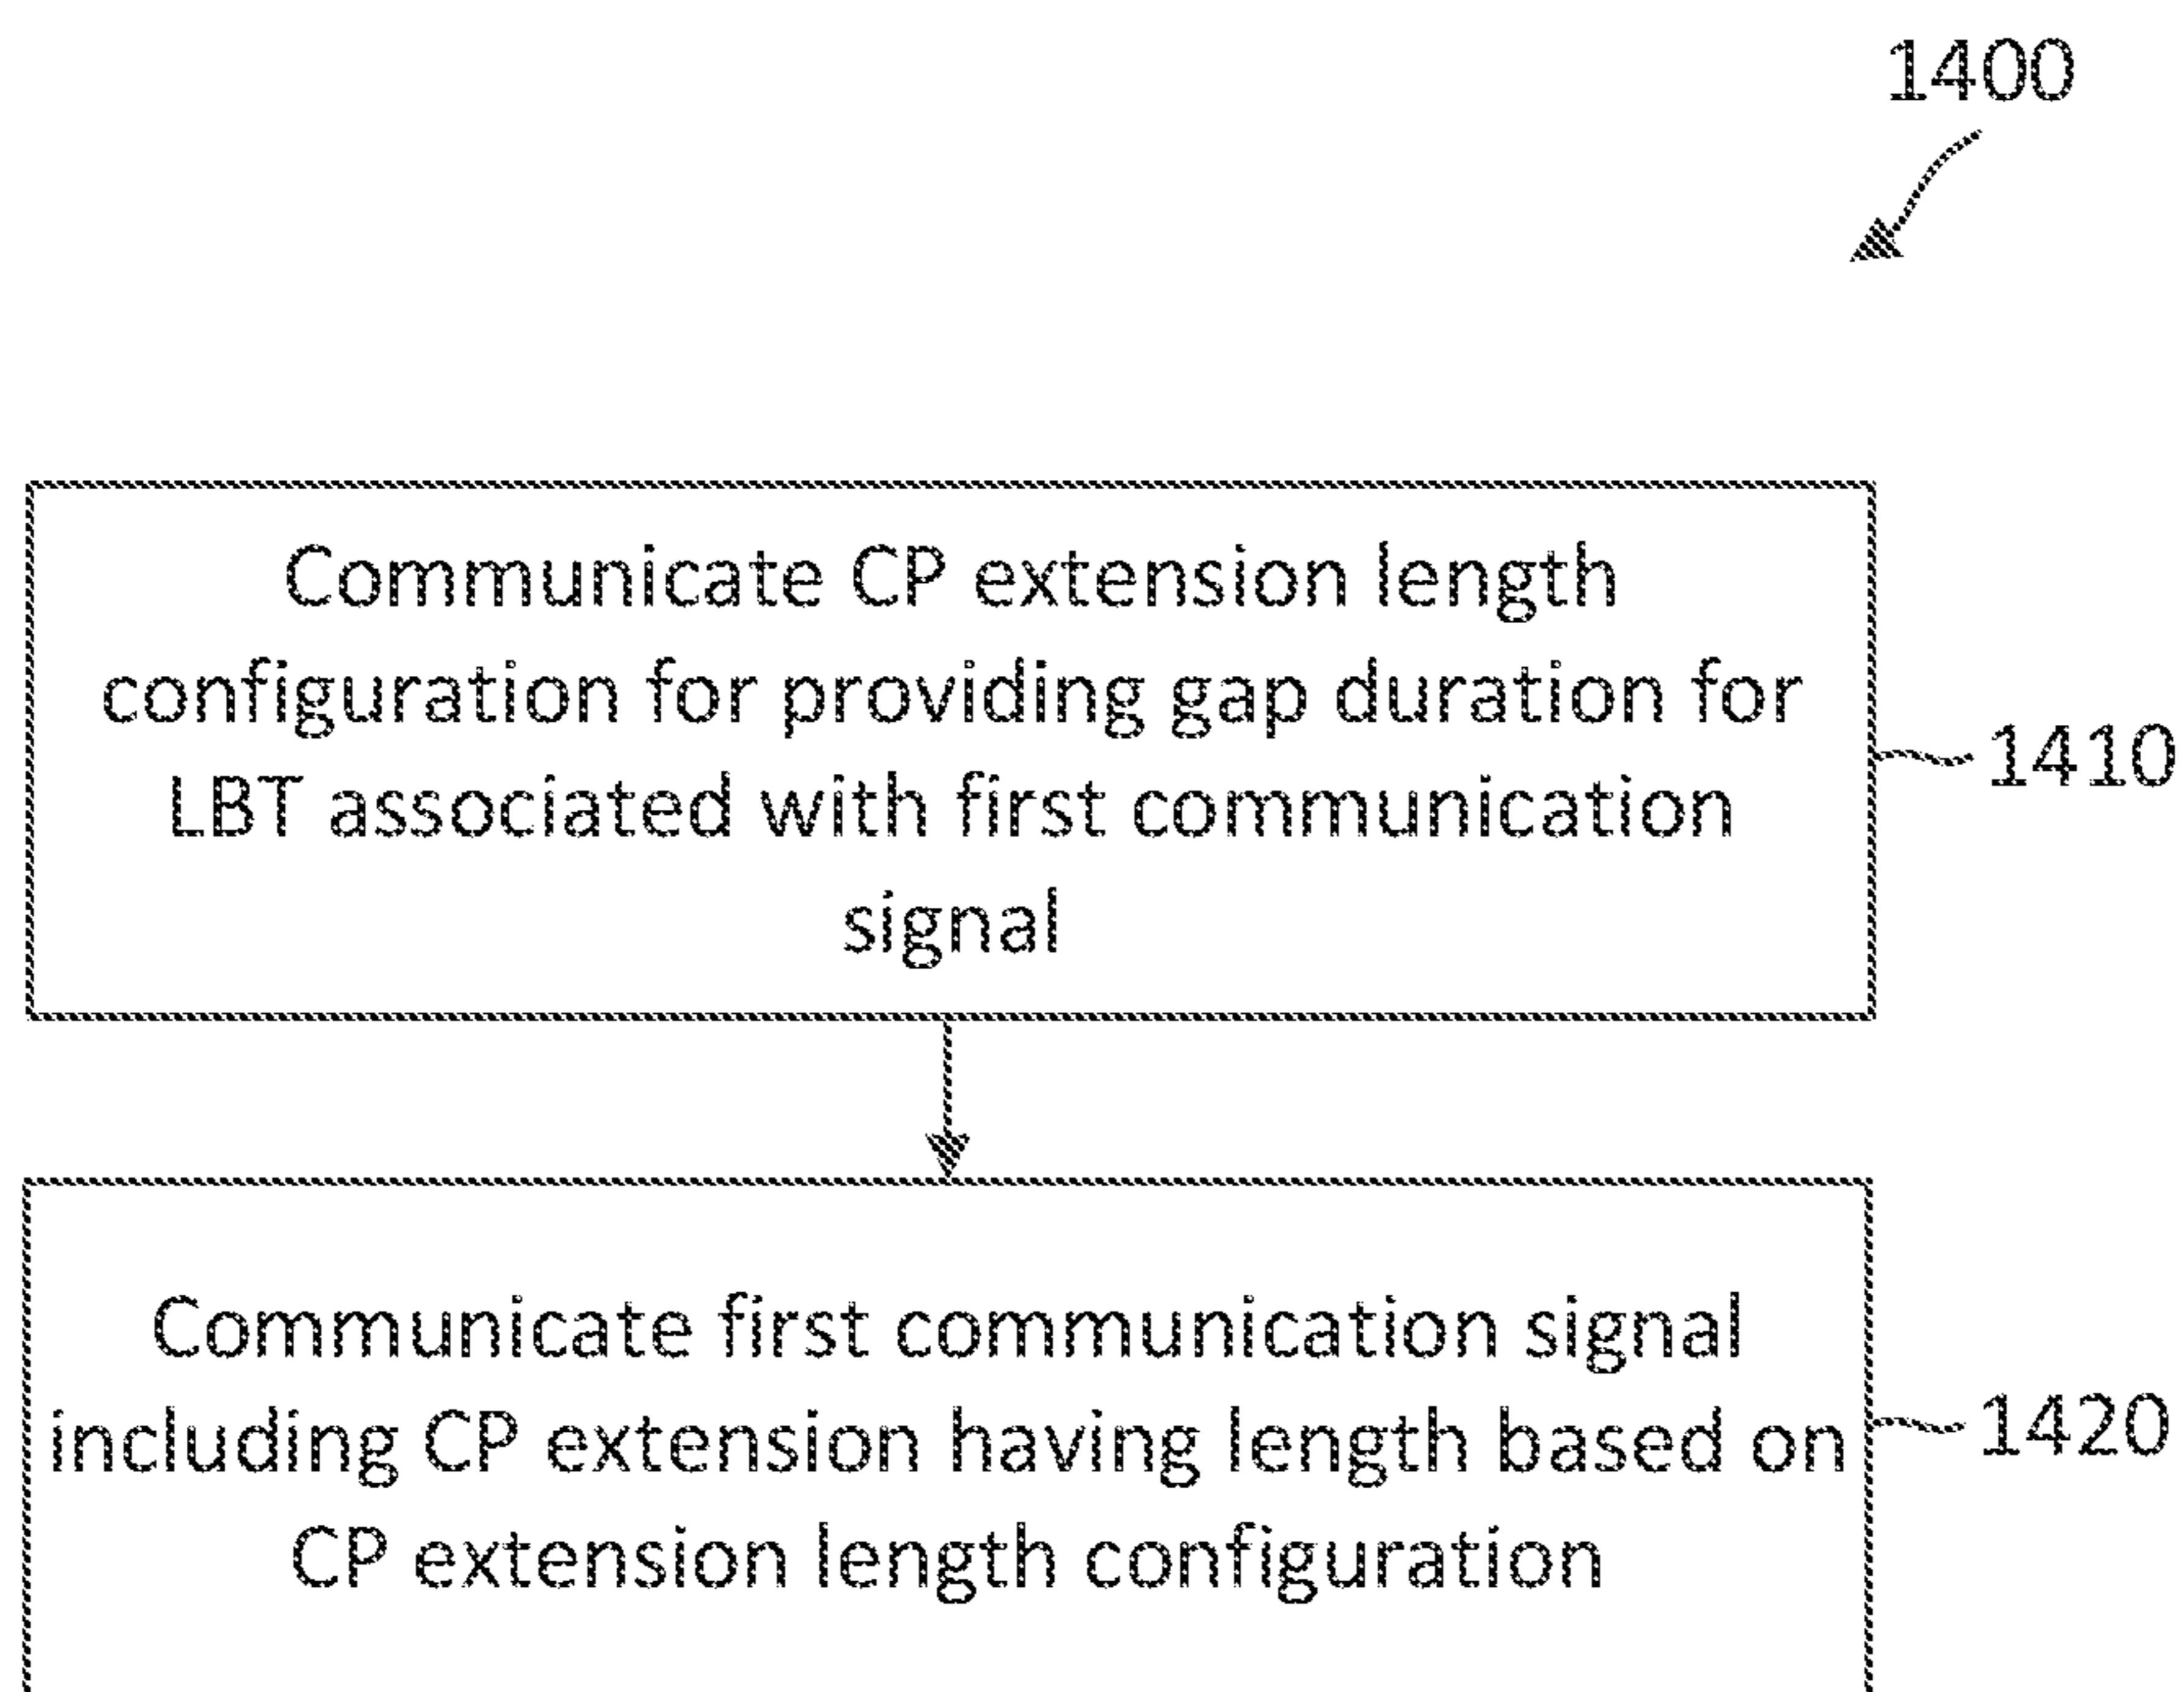 1400
Communicate CP extension length
configuration for providing gap duration for
LBT associated with first communication
signal
1410
Communicate first communication signal
including CP extension having length based on
CP extension length configuration
1420